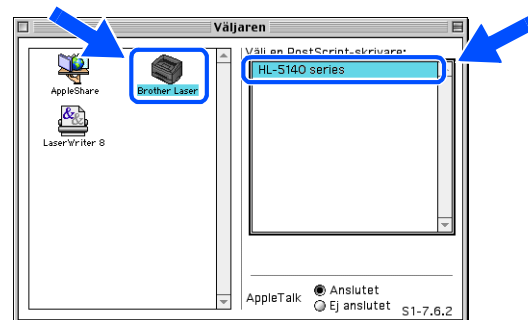 Väljaren
AppleShare
Brother Laser
LaserWriter 8
Välj en PostScript-skrivare:
HL-5140 series
AppleTalk
Anslutet
Ej anslutet
S1-7.6.2